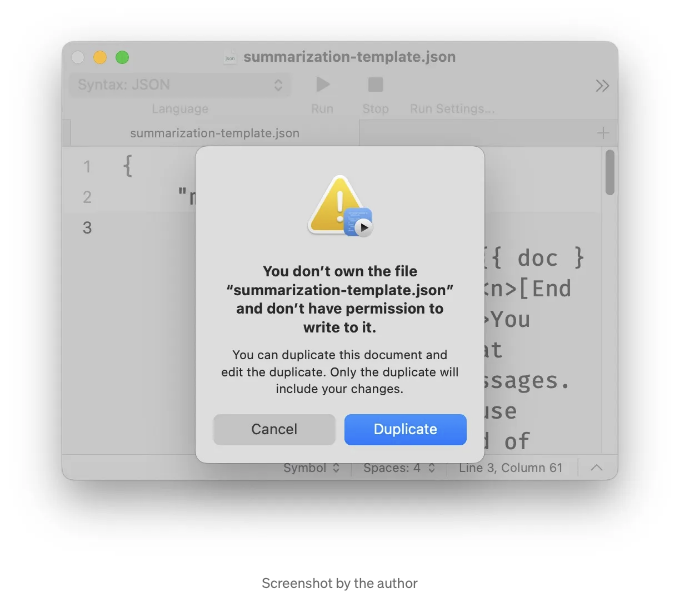 summarization-template.json
Syntax: JSON
Language
Run
Stop
Run Settings...
summarization-template.json
1 {
2 "
3
{ doc }
<n>[End
>You
at
ssages.
use
d of
You don’t own the file
“summarization-template.json”
and don’t have permission to
write to it.
You can duplicate this document and
edit the duplicate. Only the duplicate will
include your changes.
Cancel
Duplicate
Symbol
Spaces: 4
Line 3, Column 61
Screenshot by the author